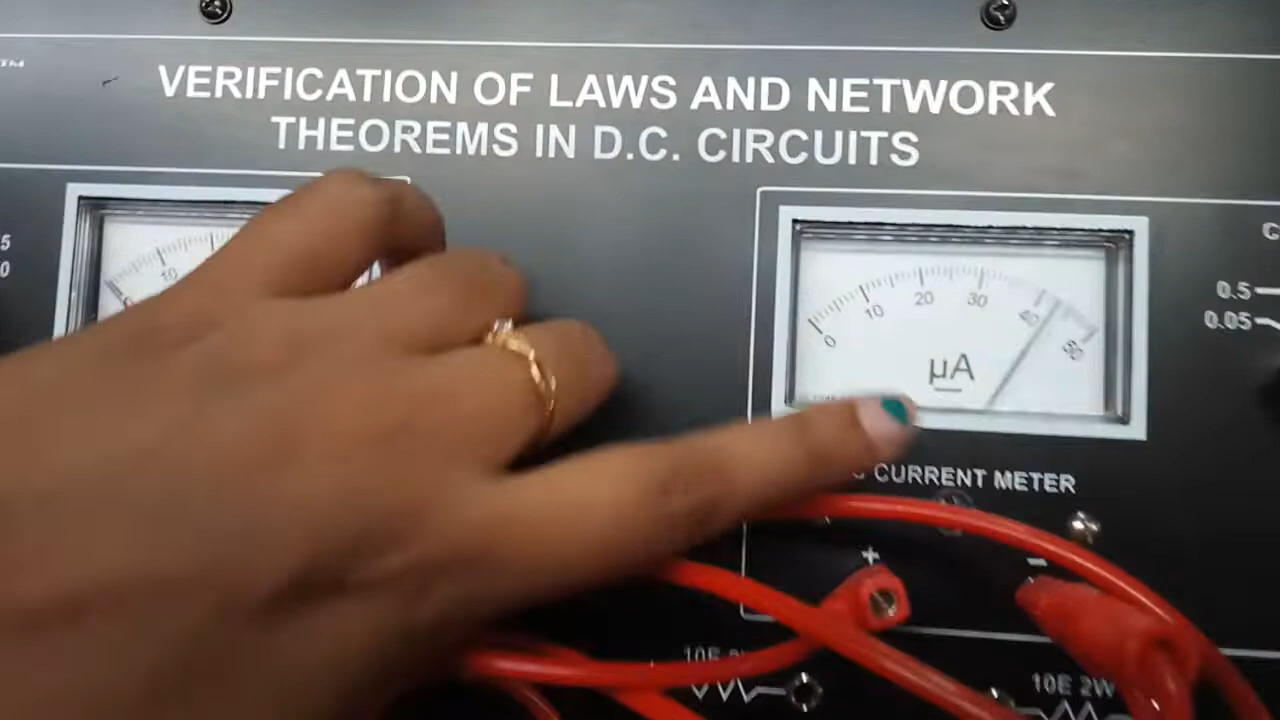 VERIFICATION OF LAWS AND NETWORK
THEOREMS IN D.C. CIRCUITS
10
0 10 20 30 40 50
µA
0.5
0.05
CURRENT METER
+ -
10E
10E 2W